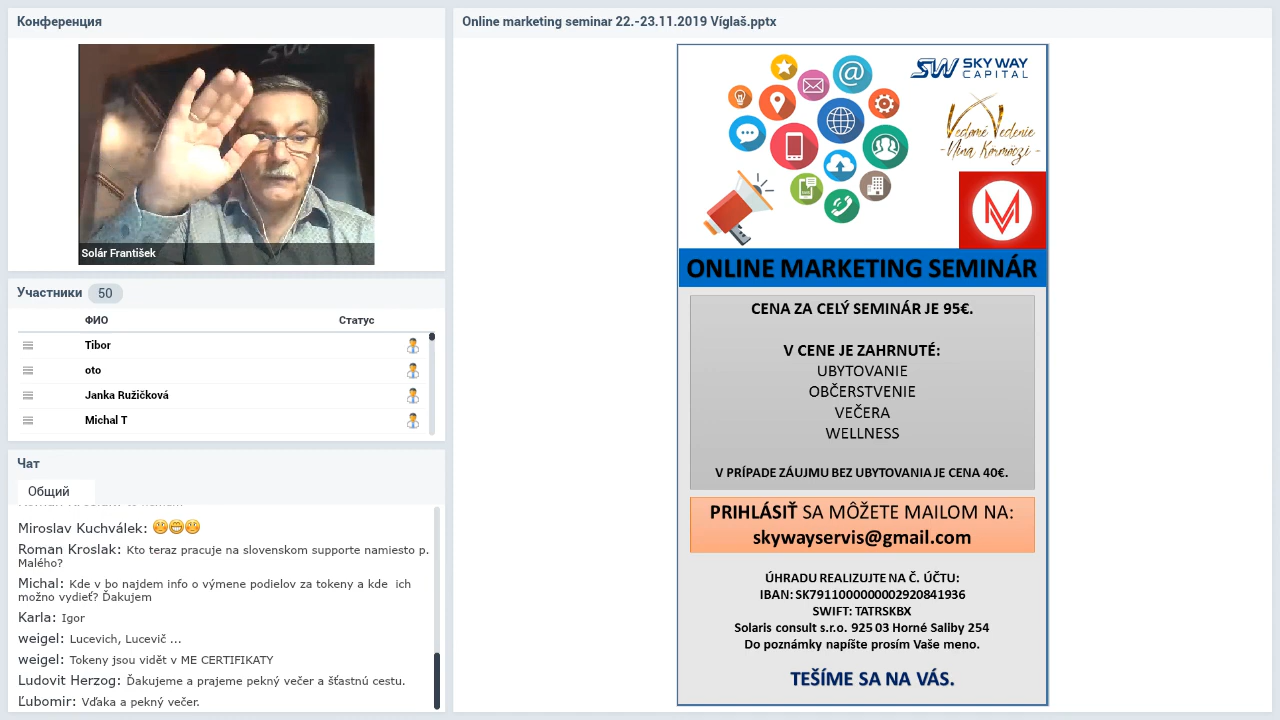 Конференция
Solár František
Участники 50
ФИО Статус
Tibor
oto
Janka Ružičková
Michal T
Чат
Общий
Miroslav Kuchválek:
Roman Kroslak: Kto teraz pracuje na slovenskom supporte namiesto p.
Malého?
Michal: Kde v bo najdem info o výmene podielov za tokeny a kde ich
možno vydieť? Ďakujem
Karla: Igor
weigel: Lucevich, Lucevič ...
weigel: Tokeny jsou vidět v ME CERTIFIKATY
Ludovit Herzog: Ďakujeme a prajeme pekný večer a šťastnú cestu.
Ľubomir: Vďaka a pekný večer.
Online marketing seminar 22.-23.11.2019 Víglaš.pptx
SW SKY WAY
CAPITAL
Vedomé Vedenie
- Nina Kormoczi -
ONLINE MARKETING SEMINÁR
CENA ZA CELÝ SEMINÁR JE 95€.
V CENE JE ZAHRNUTÉ:
UBYTOVANIE
OBČERSTVENIE
VEČERA
WELLNESS
V PRÍPADE ZÁUJMU BEZ UBYTOVANIA JE CENA 40€.
PRIHLÁSIŤ SA MÔŽETE MAILOM NA:
skywayservis@gmail.com
ÚHRADU REALIZUJTE NA Č. ÚČTU:
IBAN: SK7911000000002920841936
SWIFT: TATRSKBX
Solaris consult s.r.o. 925 03 Horné Saliby 254
Do poznámky napíšte prosím Vaše meno.
TEŠÍME SA NA VÁS.